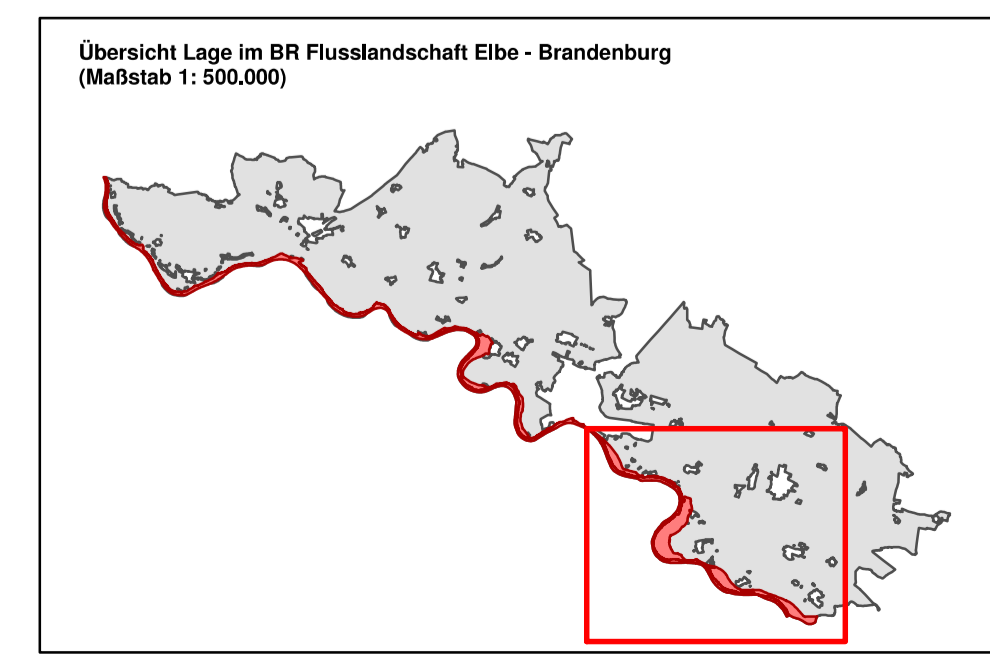 Übersicht Lage im BR Flusslandschaft Elbe - Brandenburg
(Maßstab 1: 500.000)